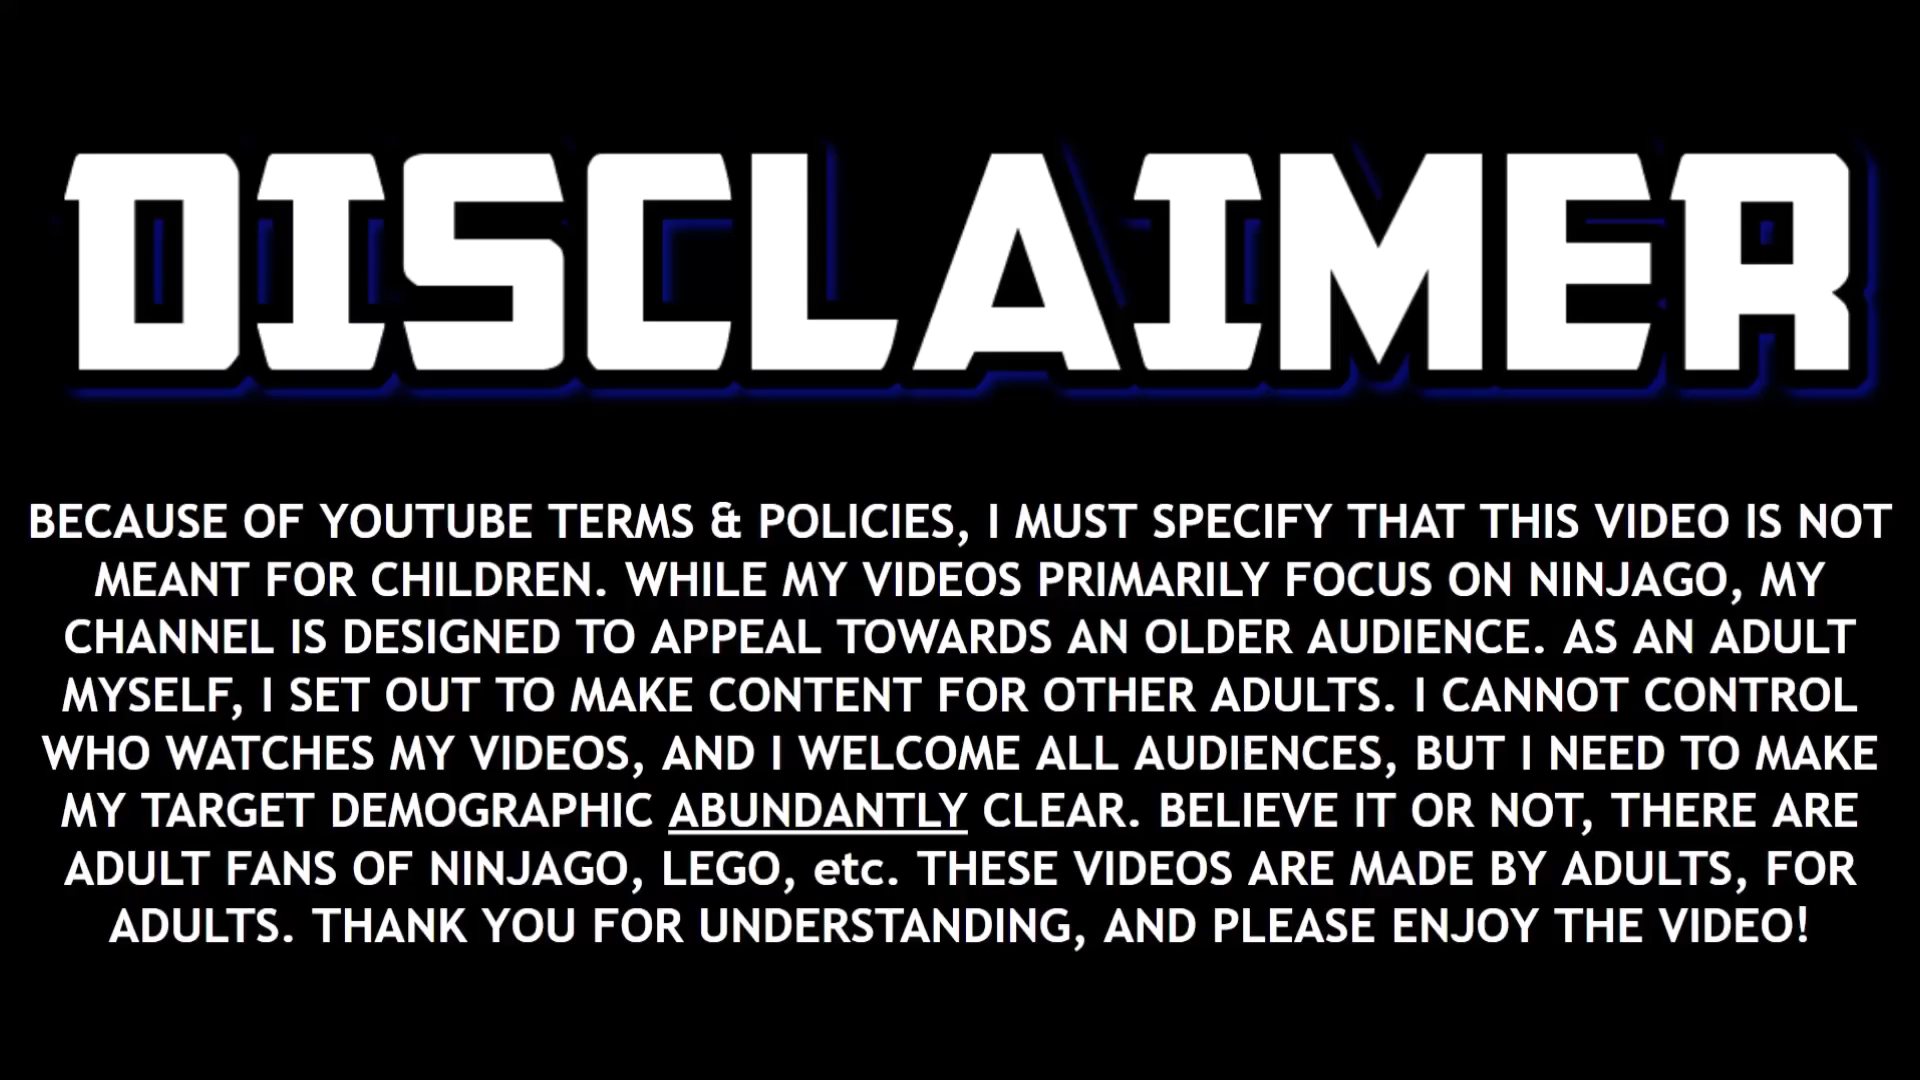 DISCLAIMER
BECAUSE OF YOUTUBE TERMS & POLICIES, I MUST SPECIFY THAT THIS VIDEO IS NOT
MEANT FOR CHILDREN. WHILE MY VIDEOS PRIMARILY FOCUS ON NINJAGO, MY
CHANNEL IS DESIGNED TO APPEAL TOWARDS AN OLDER AUDIENCE. AS AN ADULT
MYSELF, I SET OUT TO MAKE CONTENT FOR OTHER ADULTS. I CANNOT CONTROL
WHO WATCHES MY VIDEOS, AND I WELCOME ALL AUDIENCES, BUT I NEED TO MAKE
MY TARGET DEMOGRAPHIC ABUNDANTLY CLEAR. BELIEVE IT OR NOT, THERE ARE
ADULT FANS OF NINJAGO, LEGO, etc. THESE VIDEOS ARE MADE BY ADULTS, FOR
ADULTS. THANK YOU FOR UNDERSTANDING, AND PLEASE ENJOY THE VIDEO!